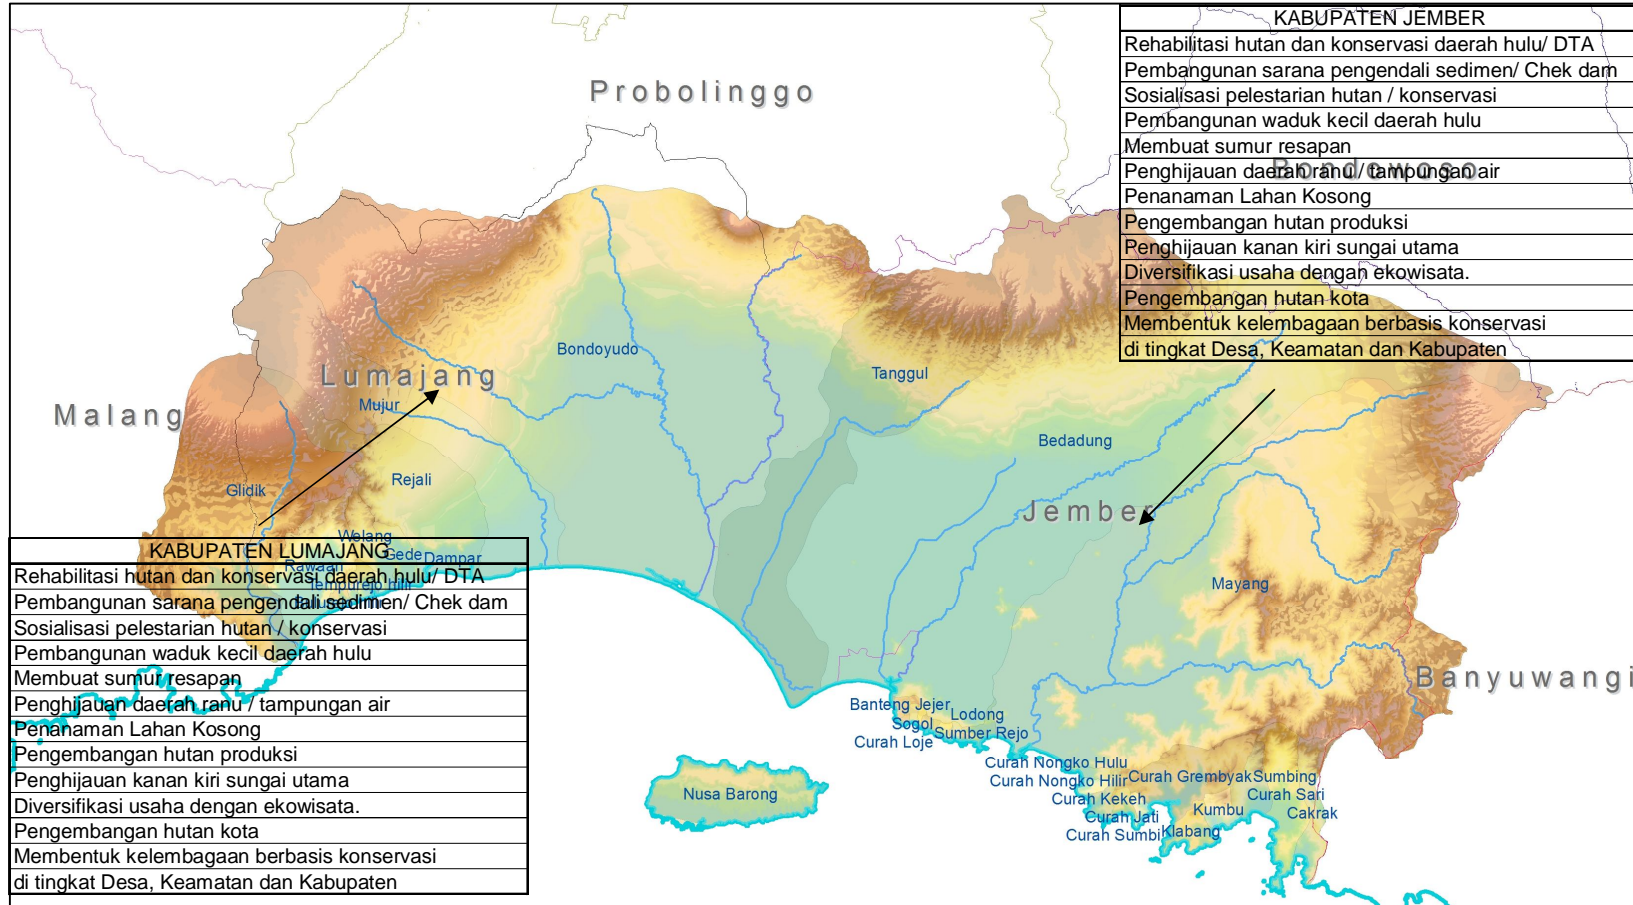 KABUPATEN JEMBER
Rehabilitasi hutan dan konservasi daerah hulu/ DTA
Pembangunan sarana pengendali sedimen/ Chek dam
Sosialisasi pelestarian hutan / konservasi
Pembangunan waduk kecil daerah hulu
Membuat sumur resapan
Penghijauan daerah ranu / tampungan air
Penanaman Lahan Kosong
Pengembangan hutan produksi
Penghijauan kanan kiri sungai utama
Diversifikasi usaha dengan ekowisata.
Pengembangan hutan kota
Membentuk kelembagaan berbasis konservasi
di tingkat Desa, Keamatan dan Kabupaten
Probolinggo
Bondowoso
Lumajang
Malang
Jember
Banyuwangi
Bondoyudo
Tanggul
Mujur
Bedadung
Rejali
Glidik
Mayang
Welang
Gede
Dampar
Rawaan
Tempurejo hilir
KABUPATEN LUMAJANG
Rehabilitasi hutan dan konservasi daerah hulu/ DTA
Pembangunan sarana pengendali sedimen/ Chek dam
Sosialisasi pelestarian hutan / konservasi
Pembangunan waduk kecil daerah hulu
Membuat sumur resapan
Penghijauan daerah ranu / tampungan air
Penanaman Lahan Kosong
Pengembangan hutan produksi
Penghijauan kanan kiri sungai utama
Diversifikasi usaha dengan ekowisata.
Pengembangan hutan kota
Membentuk kelembagaan berbasis konservasi
di tingkat Desa, Keamatan dan Kabupaten
Banteng Jejer
Lodong
Sogol
Sumber Rejo
Curah Loje
Nusa Barong
Curah Nongko Hulu
Curah Nongko Hilir
Curah Grembyak
Sumbing
Curah Kekeh
Curah Sari
Curah Jati
Kumbu
Cakrak
Curah Sumbi
Klabang